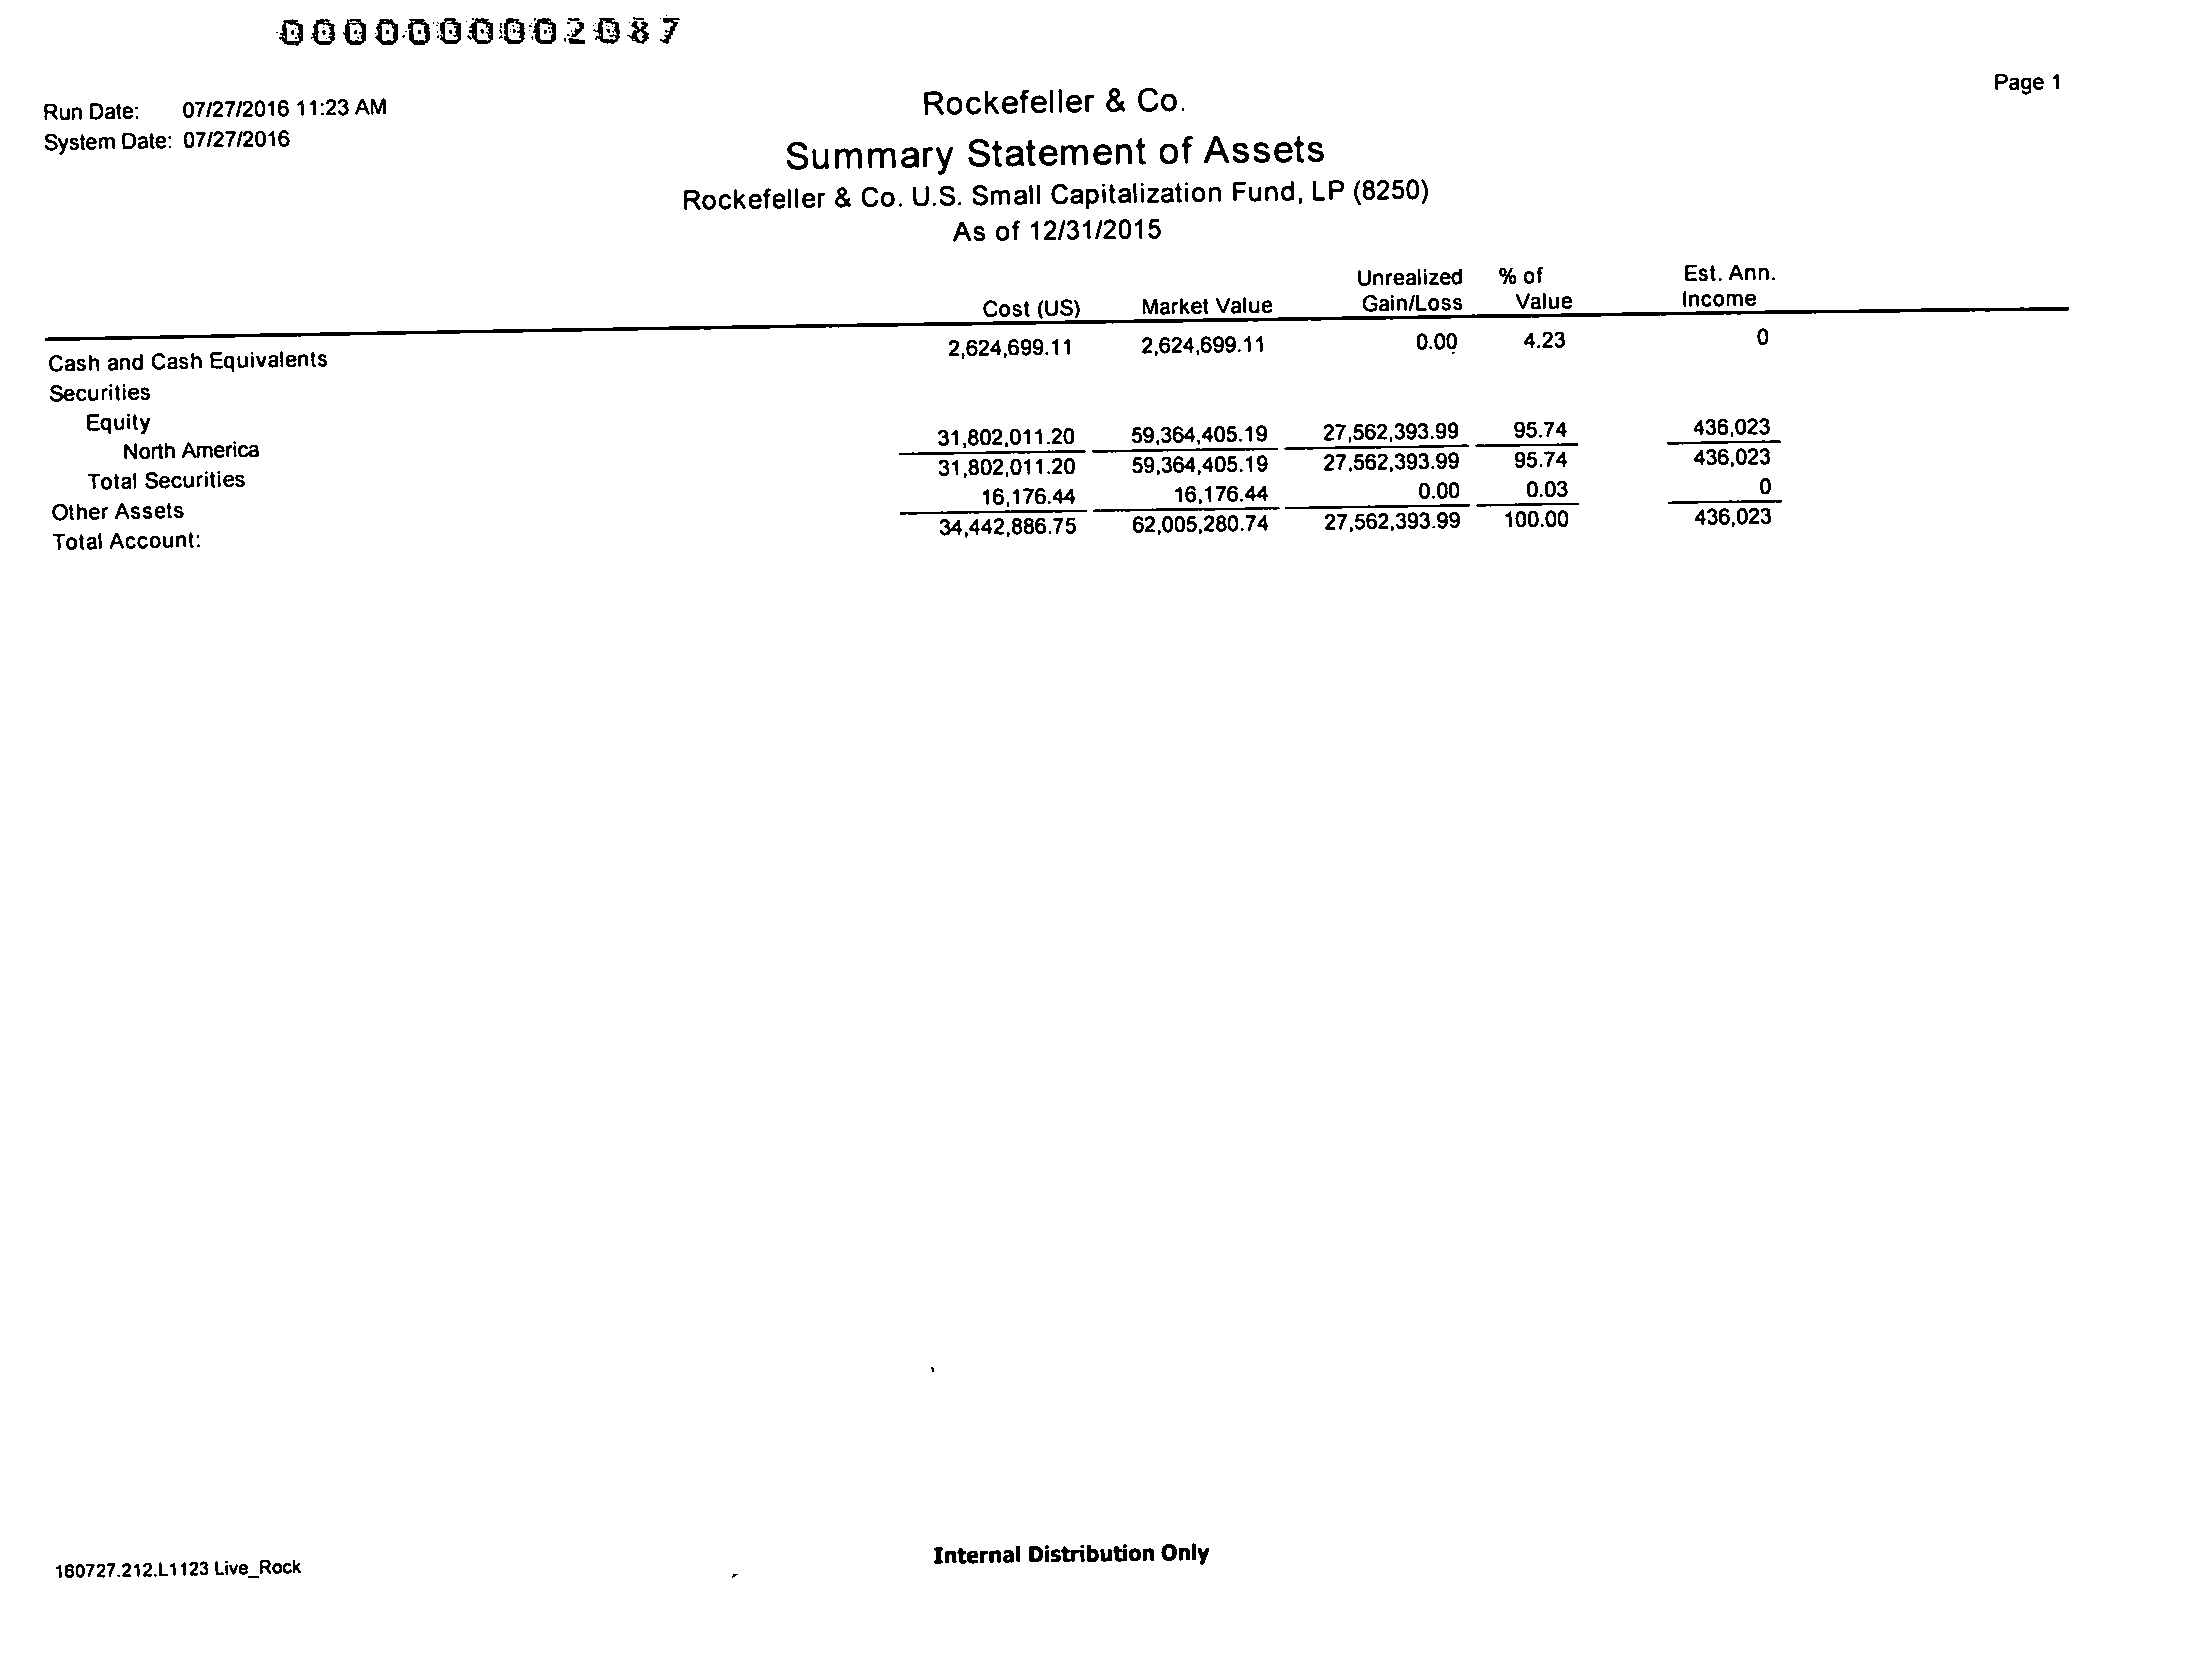 0000000002087
Page 1
Run Date: 07/27/2016 11:23 AM
System Date: 07/27/2016
Rockefeller & Co.
Summary Statement of Assets
Rockefeller & Co. U.S. Small Capitalization Fund, LP (8250)
As of 12/31/2015
Unrealized % of Est. Ann.
Cost (US) Market Value Gain/Loss Value Income
Cash and Cash Equivalents 2,624,699.11 2,624,699.11 0.00 4.23 0
Securities
Equity
North America 31,802,011.20 59,364,405.19 27,562,393.99 95.74 436,023
Total Securities 31,802,011.20 59,364,405.19 27,562,393.99 95.74 436,023
Other Assets 16,176.44 16,176.44 0.00 0.03 0
Total Account: 34,442,886.75 62,005,280.74 27,562,393.99 100.00 436,023
Internal Distribution Only
160727.212.L1123 Live_Rock